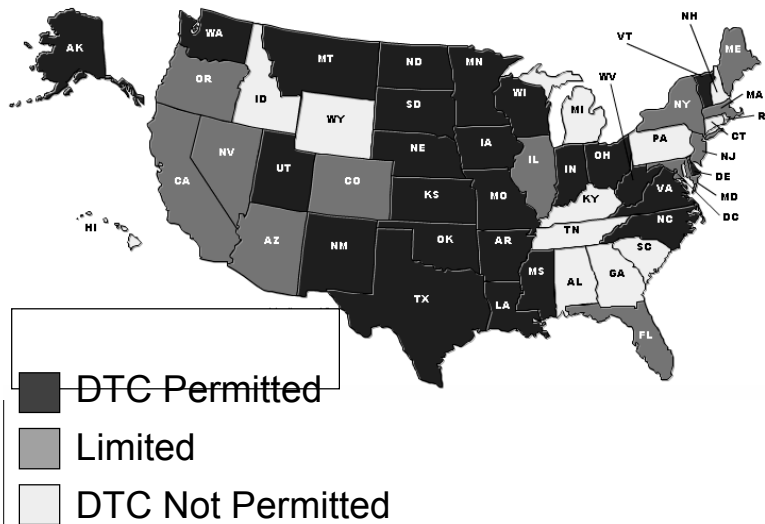 NH
VT
AK
WA
MT
ND
MN
ME
OR
ID
WY
SD
WI
MI
NY
WV
MA
R
CT
NV
UT
CO
NE
IA
IL
IN
OH
PA
NJ
DE
MD
DC
CA
KS
MO
KY
VA
NC
TN
HI
AZ
NM
OK
AR
SC
MS
AL
GA
TX
LA
FL
DTC Permitted
Limited
DTC Not Permitted